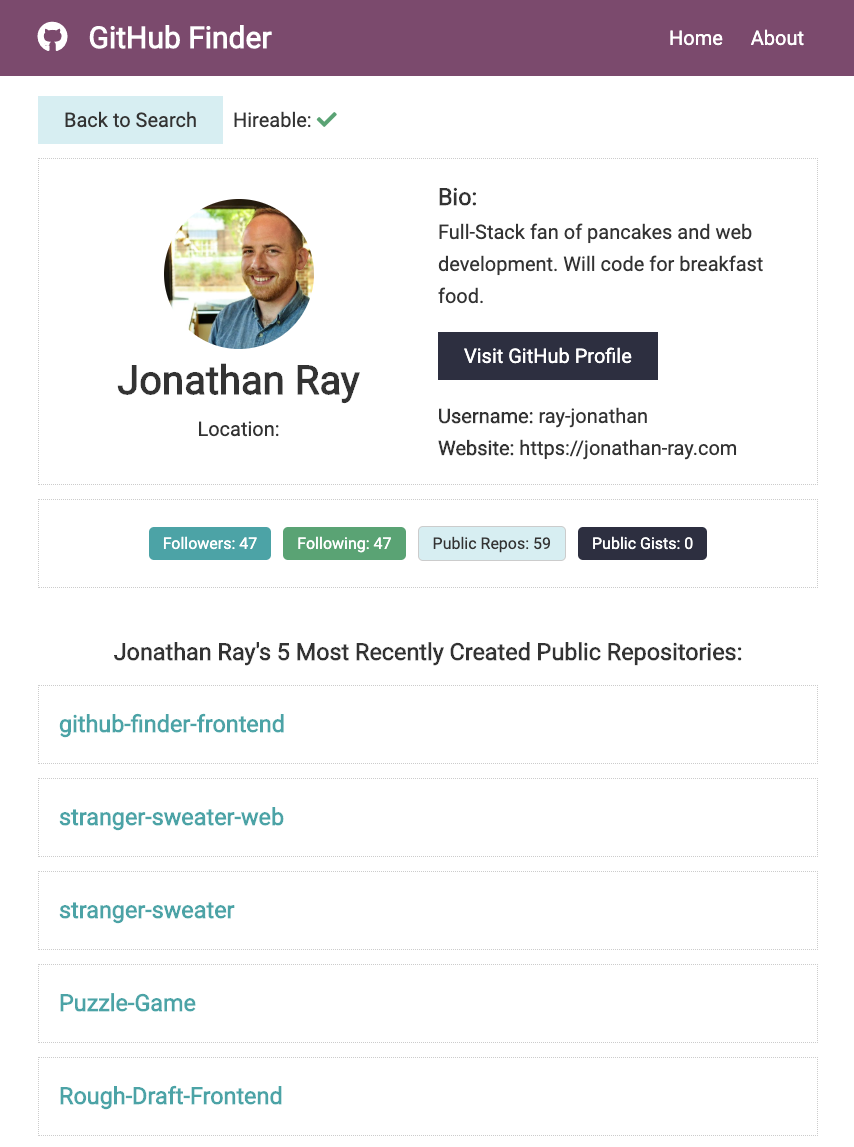 GitHub Finder
Home
About
Back to Search
Hireable:
Bio:
Full-Stack fan of pancakes and web
development. Will code for breakfast
food.
Visit GitHub Profile
Jonathan Ray
Location:
Username: ray-jonathan
Website: https://jonathan-ray.com
Followers: 47
Following: 47
Public Repos: 59
Public Gists: 0
Jonathan Ray's 5 Most Recently Created Public Repositories:
github-finder-frontend
stranger-sweater-web
stranger-sweater
Puzzle-Game
Rough-Draft-Frontend